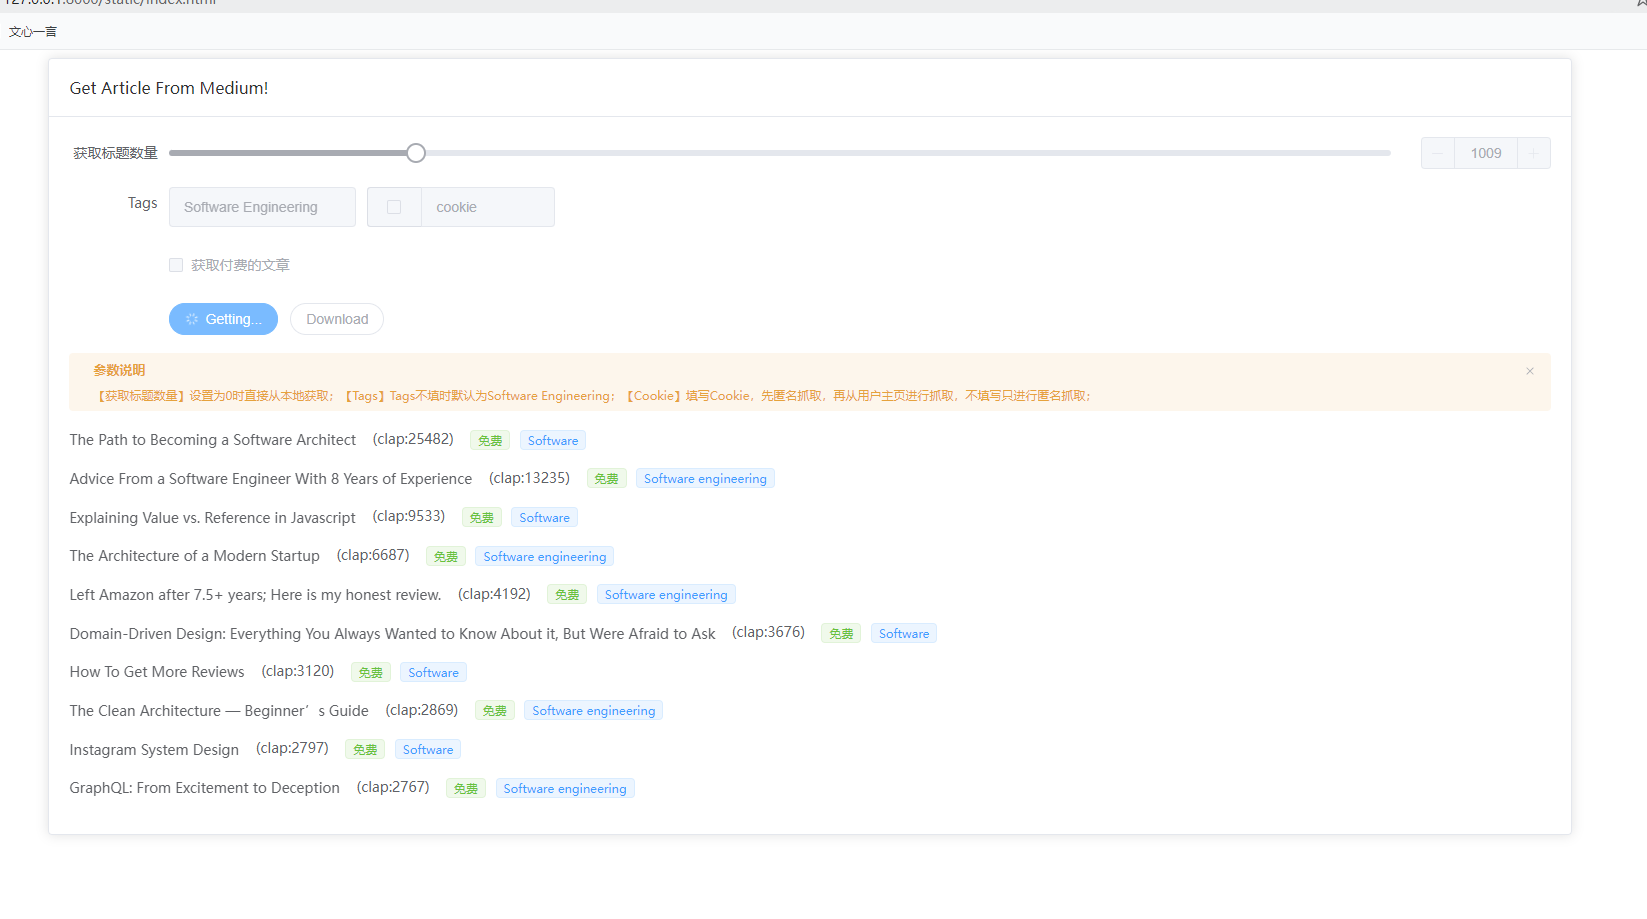 127.0.0.1:8000/static/index.html
文心一言
Get Article From Medium!
获取标题数量 1009
Tags Software Engineering cookie
获取付费的文章
Getting... Download
参数说明
【获取标题数量】设置为0时直接从本地获取；【Tags】Tags不填时默认为Software Engineering；【Cookie】填写Cookie，先匿名抓取，再从用户主页进行抓取，不填写只进行匿名抓取；
The Path to Becoming a Software Architect (clap:25482) 免费 Software
Advice From a Software Engineer With 8 Years of Experience (clap:13235) 免费 Software engineering
Explaining Value vs. Reference in Javascript (clap:9533) 免费 Software
The Architecture of a Modern Startup (clap:6687) 免费 Software engineering
Left Amazon after 7.5+ years; Here is my honest review. (clap:4192) 免费 Software engineering
Domain-Driven Design: Everything You Always Wanted to Know About it, But Were Afraid to Ask (clap:3676) 免费 Software
How To Get More Reviews (clap:3120) 免费 Software
The Clean Architecture — Beginner’s Guide (clap:2869) 免费 Software engineering
Instagram System Design (clap:2797) 免费 Software
GraphQL: From Excitement to Deception (clap:2767) 免费 Software engineering